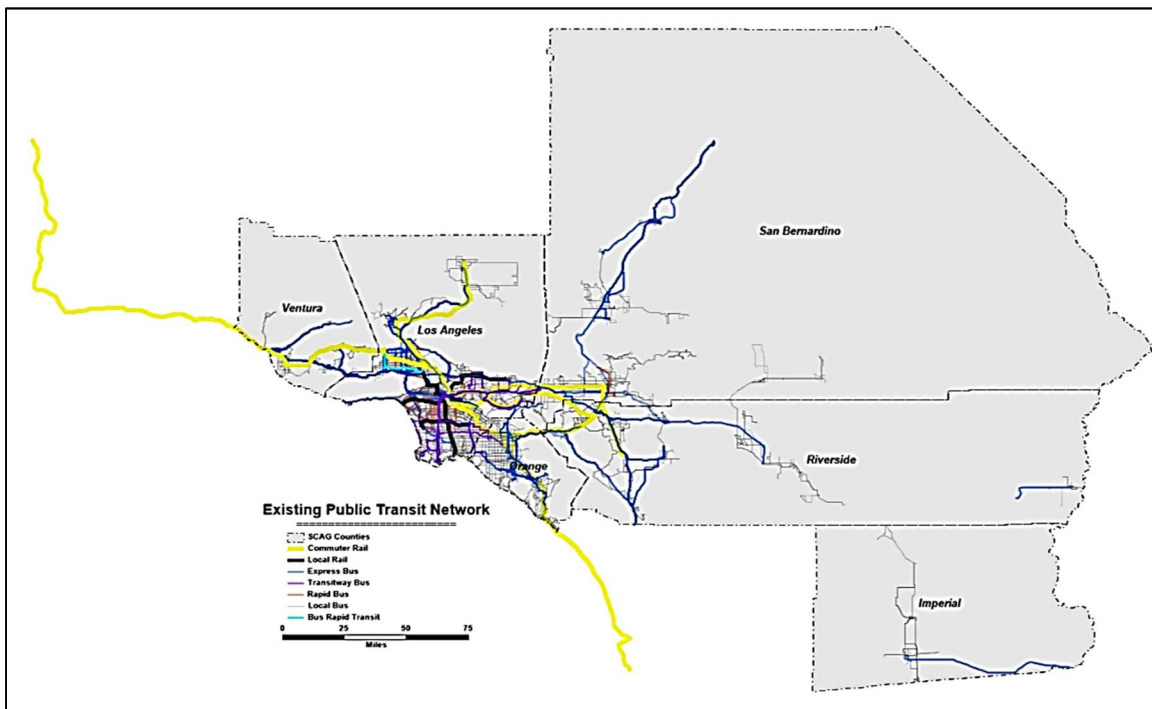 San Bernardino
Ventura
Los Angeles
Riverside
Orange
Existing Public Transit Network
=========================
SCAG Counties
Commuter Rail
Local Rail
Express Bus
Transitway Bus
Rapid Bus
Local Bus
Bus Rapid Transit
Imperial
0 25 50 75
Miles